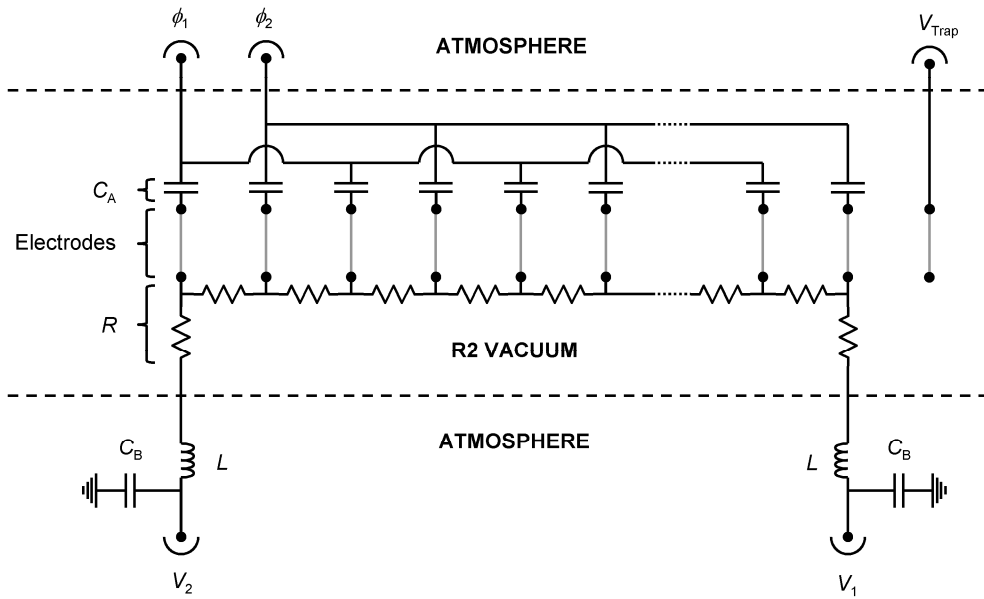 ϕ1 ϕ2 VTrap
ATMOSPHERE
CA
Electrodes
R
R2 VACUUM
ATMOSPHERE
CB L L CB
V2 V1